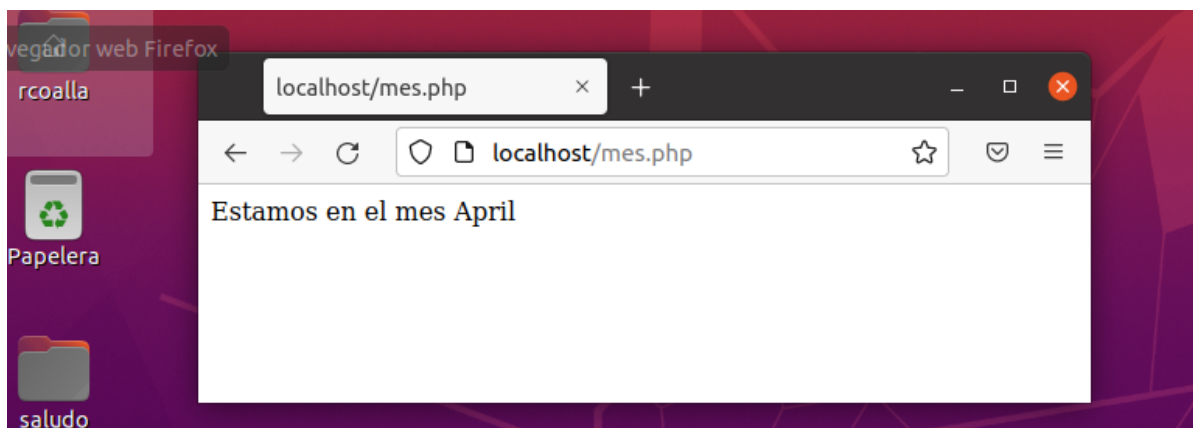 vegador web Firefox
rcoalla
localhost/mes.php
localhost/mes.php
Estamos en el mes April
Papelera
saludo